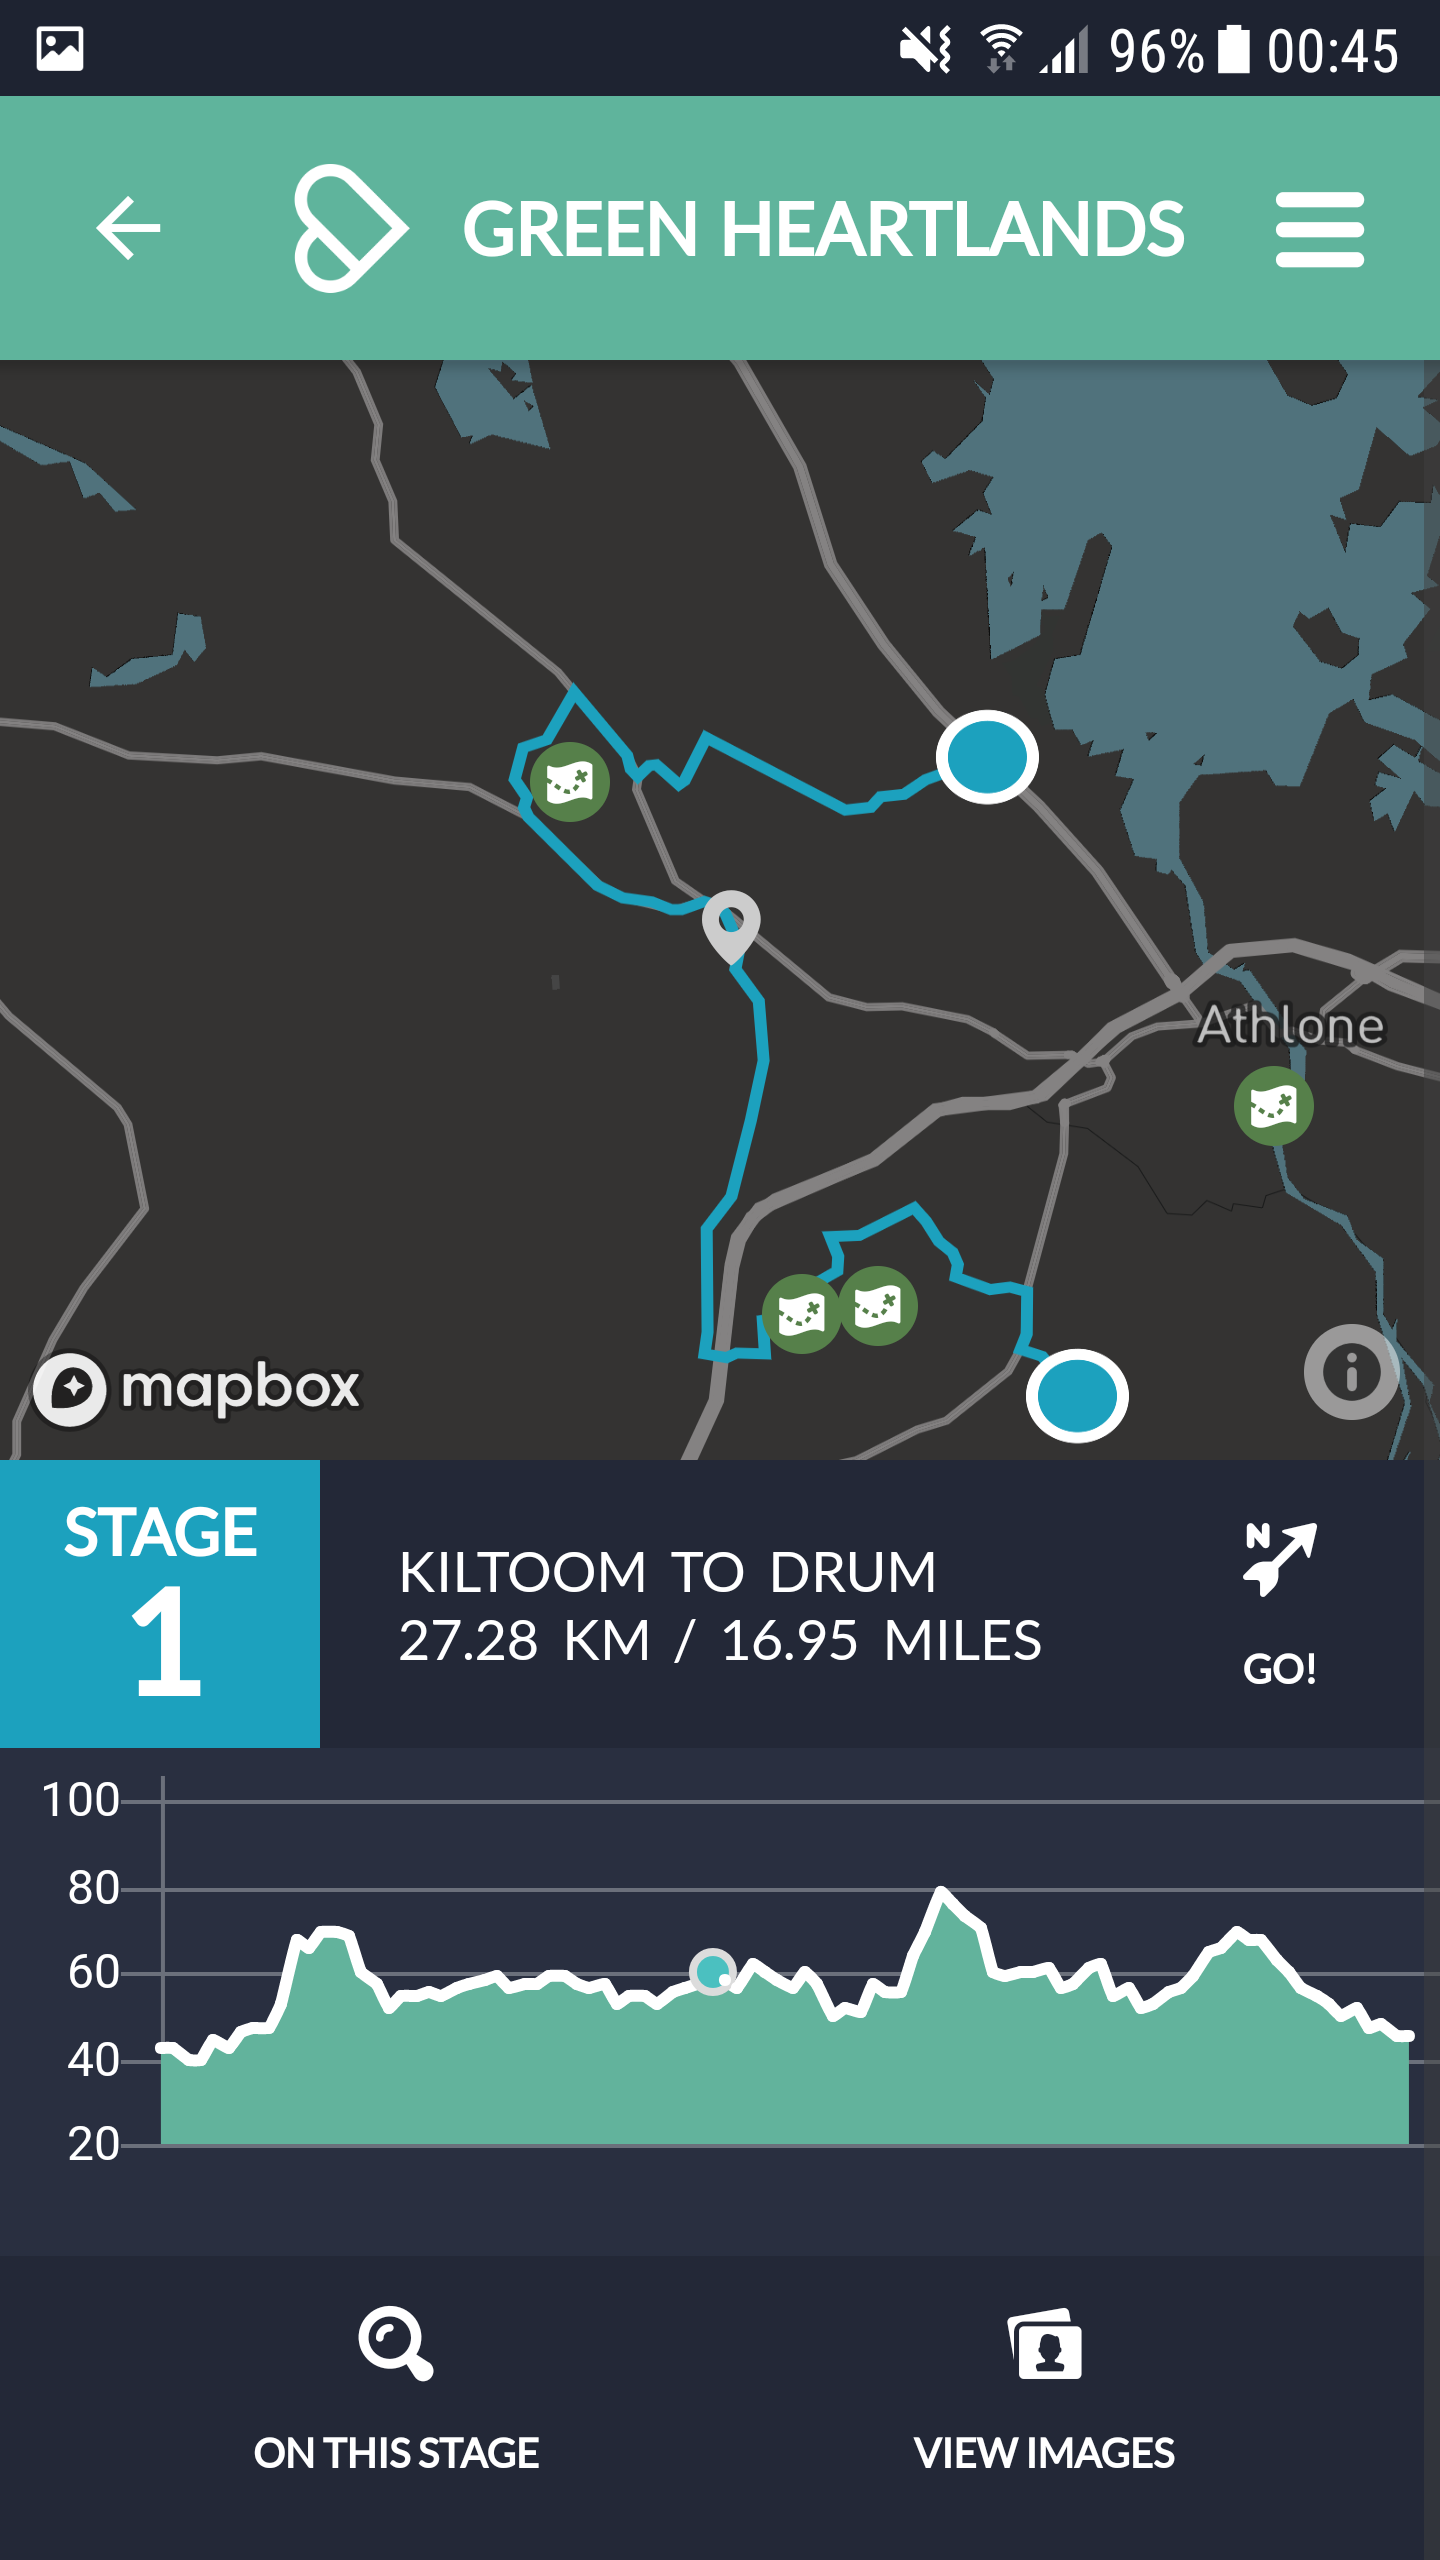 96% 00:45
GREEN HEARTLANDS
Athlone
mapbox
STAGE
1
KILTOOM TO DRUM
27.28 KM / 16.95 MILES
N
GO!
100
80
60
40
20
ON THIS STAGE
VIEW IMAGES